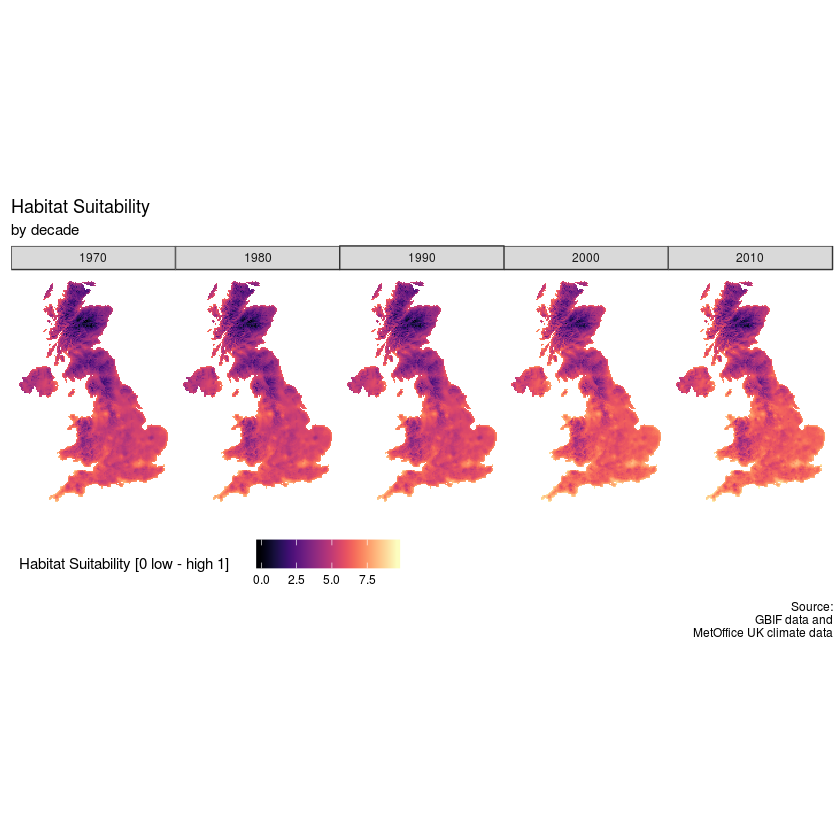 Habitat Suitability
by decade
1970 1980 1990 2000 2010
Habitat Suitability [0 low - high 1]
0.0 2.5 5.0 7.5
Source:
GBIF data and
MetOffice UK climate data